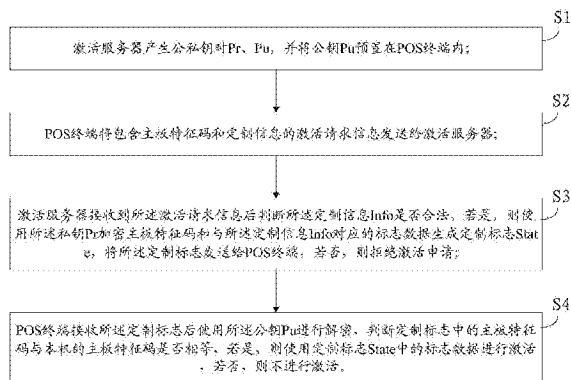 S1
激活服务器产生公私钥对Pr、Pu，并将公钥Pu预置在POS终端内；
S2
POS终端将包含主板特征码和定制信息的激活请求信息发送给激活服务器；
S3
激活服务器接收到所述激活请求信息后判断所述定制信息Info是否合法，若是，则使
用所述私钥Pr加密主板特征码和与所述定制信息Info对应的标志数据生成定制标志Stat
e，将所述定制标志发送给POS终端；若否，则拒绝激活申请；
S4
POS终端接收所述定制标志后使用所述公钥Pu进行解密，判断定制标志中的主板特征
码与本机的主板特征码是否相等，若是，则使用定制标志State中的标志数据进行激活
，若否，则不进行激活。